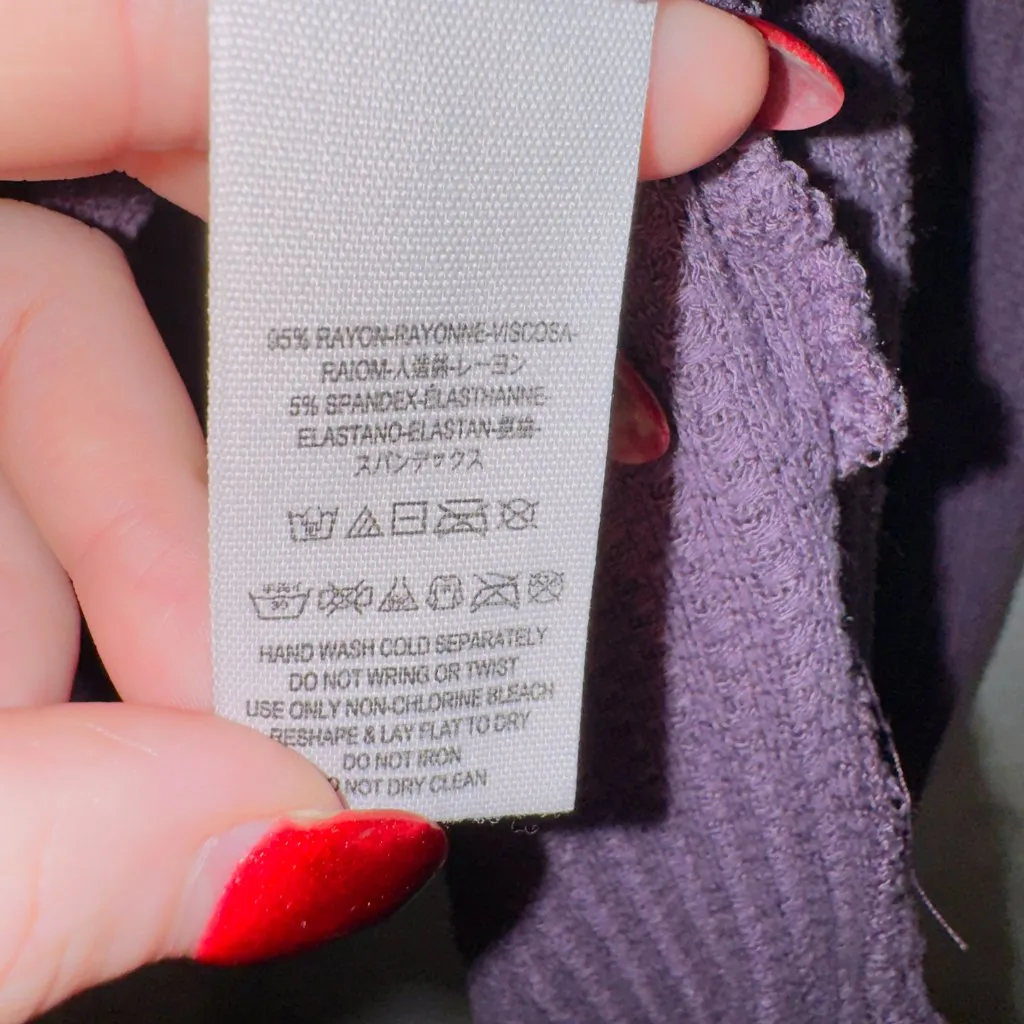 95% RAYON-RAYONNE-VISCOSA-
RAIOM-人造絲-レーヨン
5% SPANDEX-ÉLASTHANNE-
ELASTANO-ELASTAN-
スパンデックス
30
HAND WASH COLD SEPARATELY
DO NOT WRING OR TWIST
USE ONLY NON-CHLORINE BLEACH
RESHAPE & LAY FLAT TO DRY
DO NOT IRON
NOT DRY CLEAN